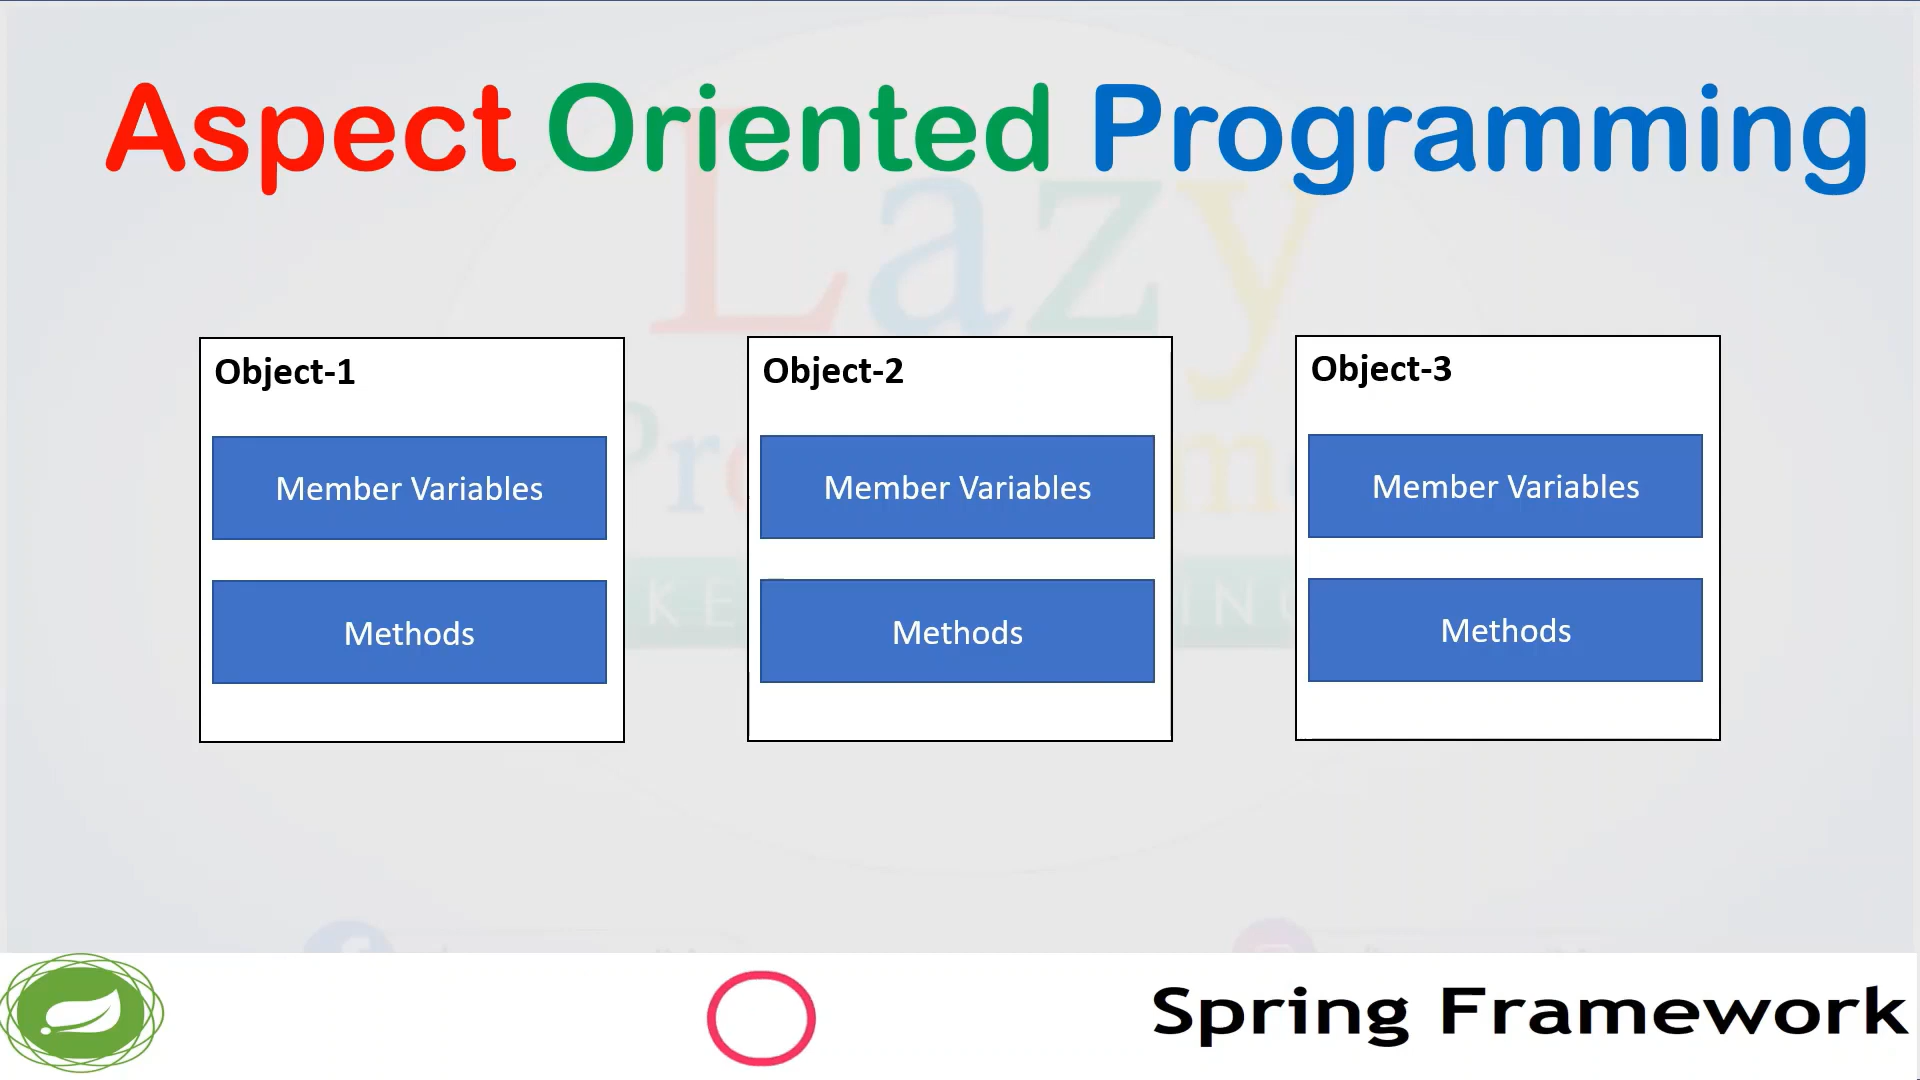 Aspect Oriented Programming
Lazy
Object-1
Object-2
Object-3
Member Variables
Member Variables
Member Variables
Methods
Methods
Methods
Spring Framework